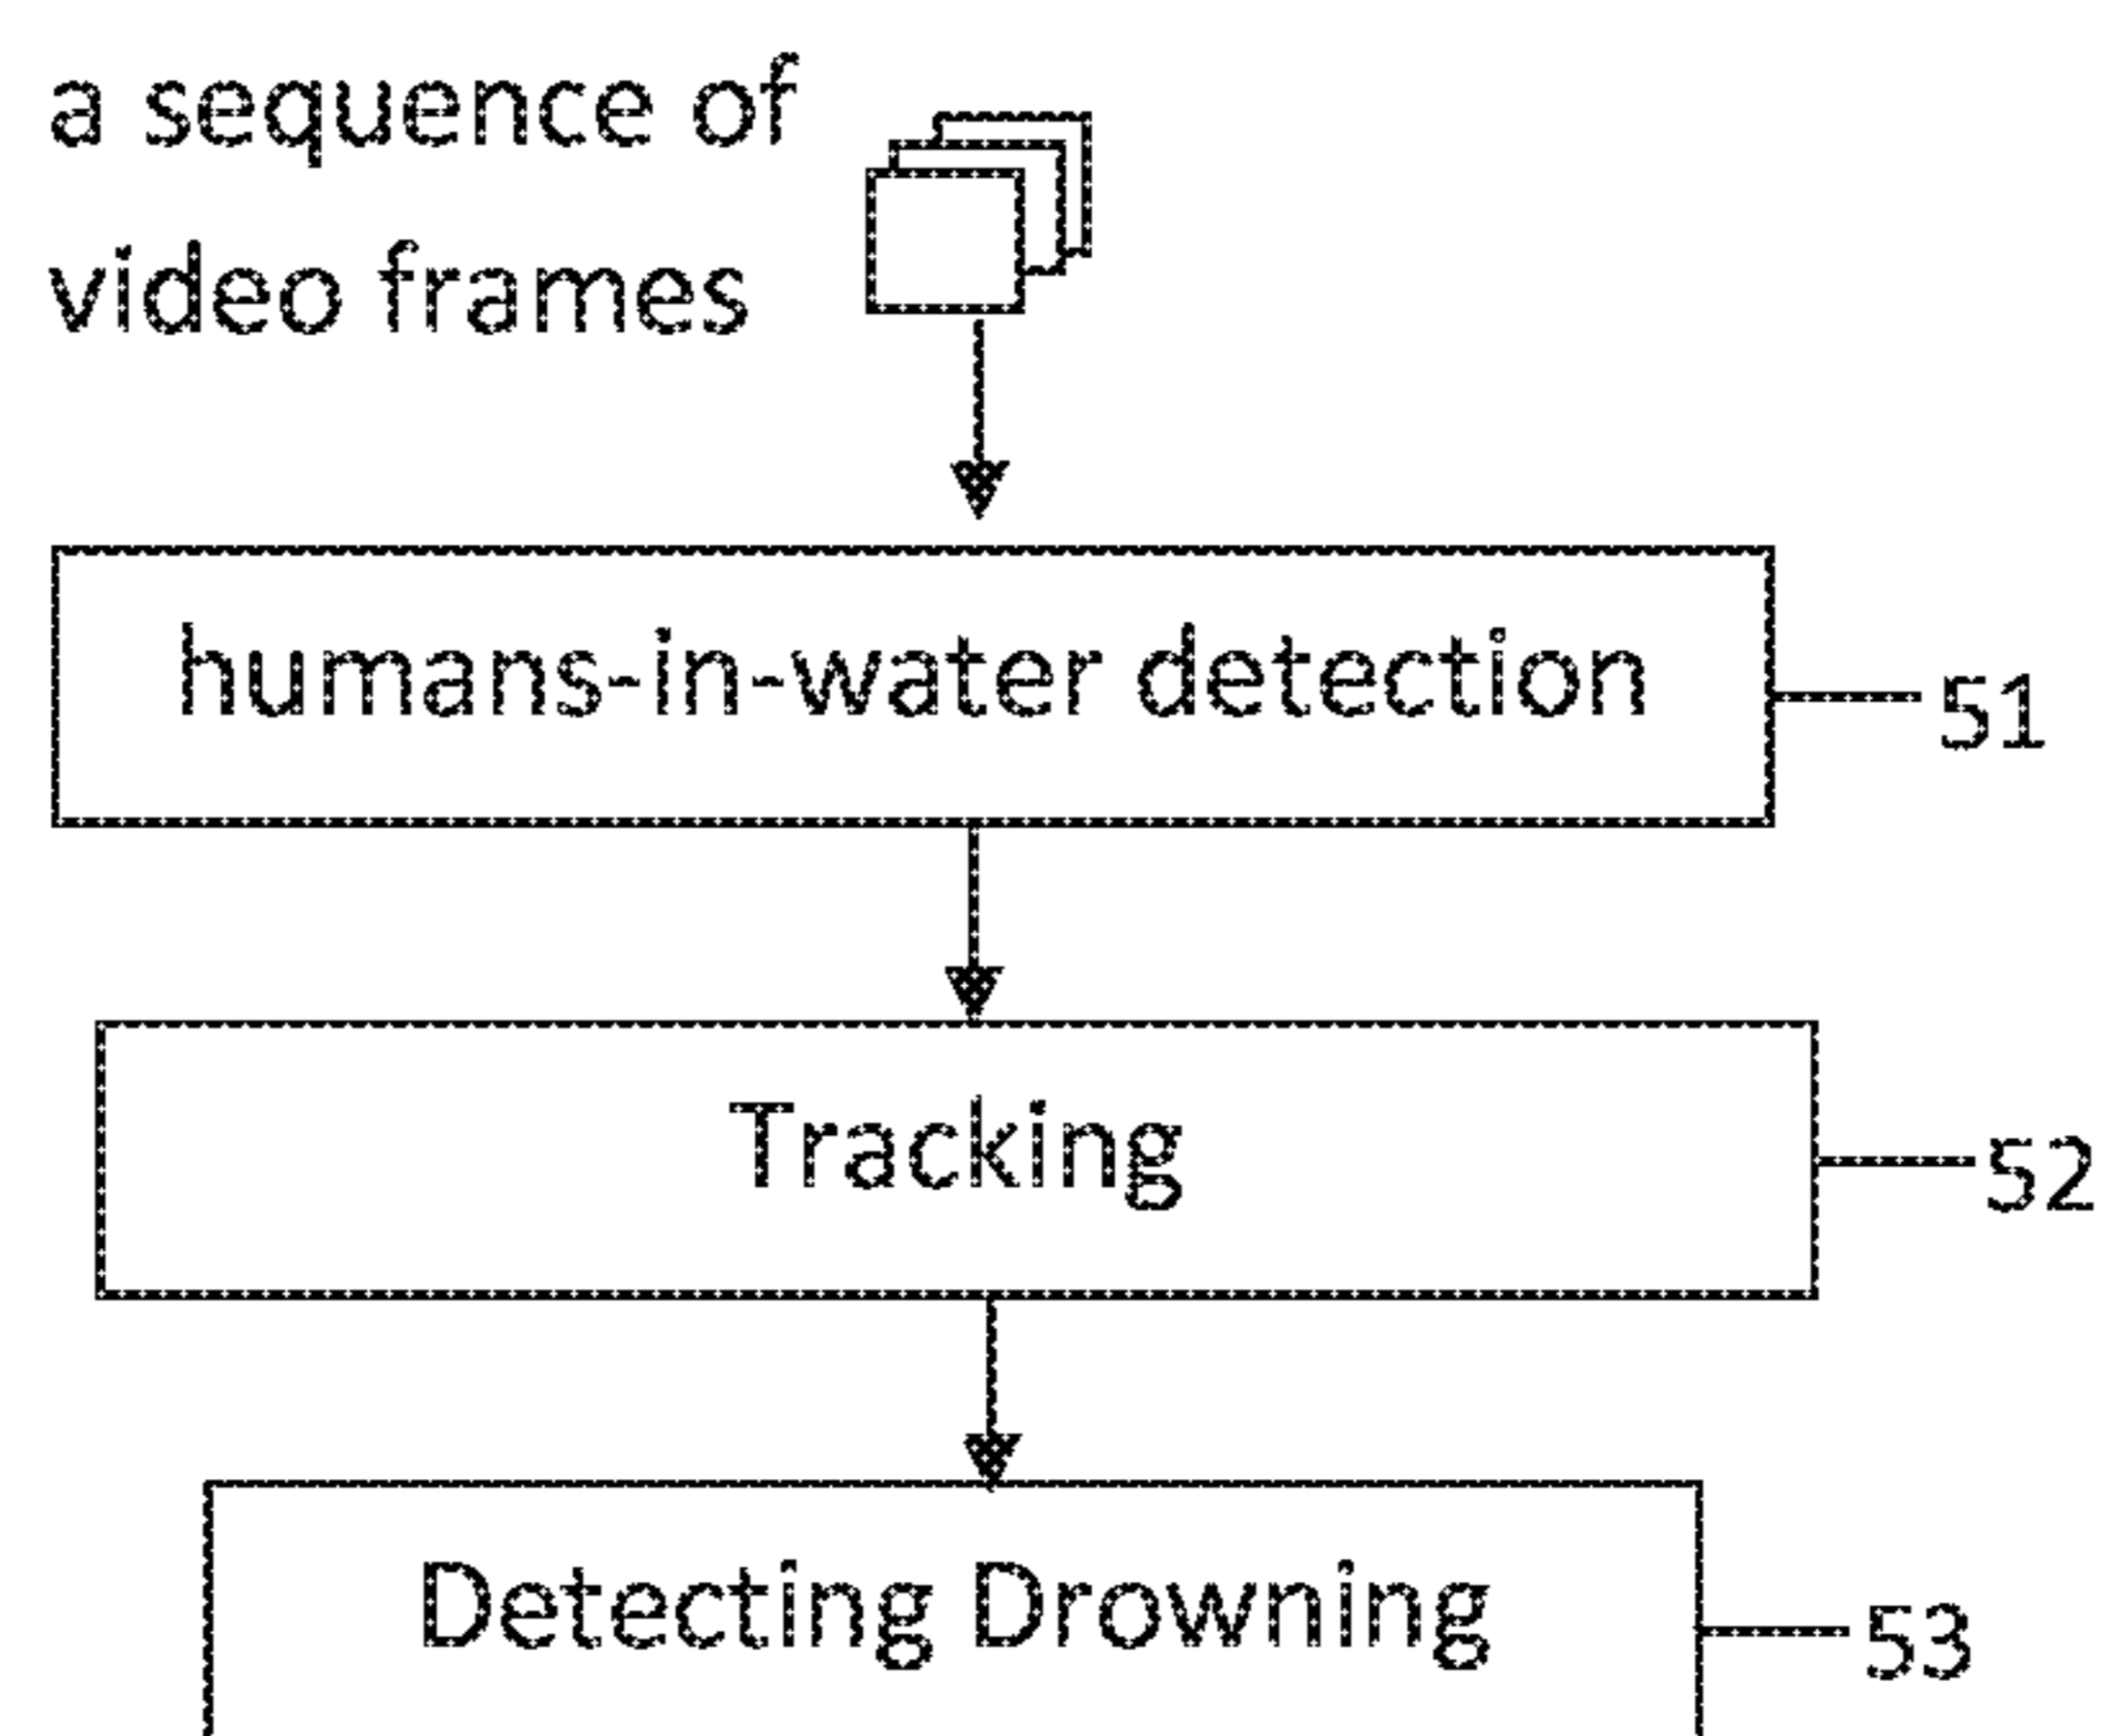 a sequence of
video frames
humans-in-water detection
51
Tracking
52
Detecting Drowning
53